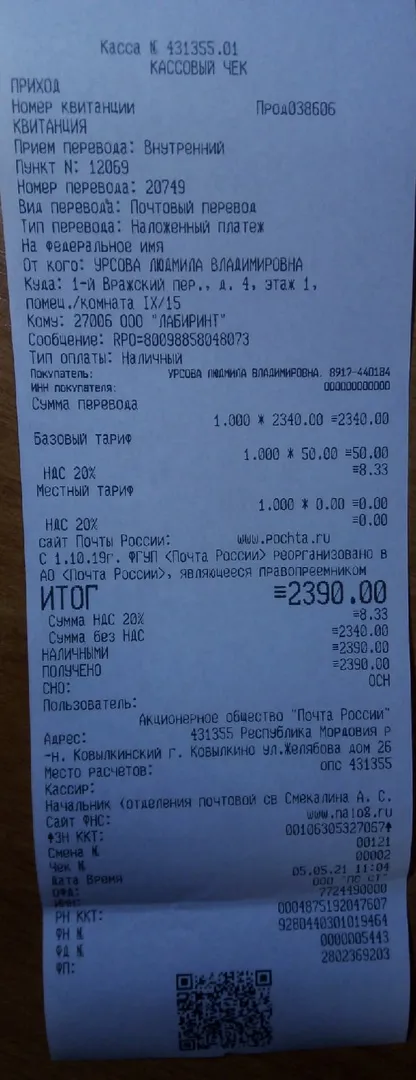 Касса № 431355.01
КАССОВЫЙ ЧЕК
ПРИХОД
Номер квитанции Прод038606
КВИТАНЦИЯ
Прием перевода: Внутренний
Пункт N: 12069
Номер перевода: 20749
Вид перевода: Почтовый перевод
Тип перевода: Наложенный платеж
На федеральное имя
От кого: УРСОВА ЛЮДМИЛА ВЛАДИМИРОВНА
Куда: 1-й Вражский пер., д. 4, этаж 1,
помещ./комната IX/15
Кому: 27006 ООО "ЛАБИРИНТ"
Сообщение: RPO=80098858048073
Тип оплаты: Наличный
Покупатель: УРСОВА ЛЮДМИЛА ВЛАДИМИРОВНА, 8917-440184
ИНН покупателя: 000000000000
Сумма перевода
1.000 * 2340.00 =2340.00
Базовый тариф
1.000 * 50.00 =50.00
НДС 20% =8.33
Местный тариф
1.000 * 0.00 =0.00
НДС 20% =0.00
сайт Почты России: www.pochta.ru
С 1.10.19г. ФГУП <Почта России> реорганизовано в
АО <Почта России>, являющееся правопреемником
ИТОГ =2390.00
Сумма НДС 20% =8.33
Сумма без НДС =2340.00
НАЛИЧНЫМИ =2390.00
ПОЛУЧЕНО =2390.00
СНО: ОСН
Пользователь:
Акционерное общество "Почта России"
Адрес: 431355 Республика Мордовия р
-н. Ковылкинский г. Ковылкино ул.Желябова дом 26
Место расчетов: ОПС 431355
Кассир:
Начальник (отделения почтовой св Смекалина А. С.
Сайт ФНС: www.nalog.ru
ЗН ККТ: 00106305327067
Смена № 00121
Чек № 00002
Дата Время 05.05.21 11:04
ОФД: ООО "ПС СТ"
ИНН: 7724490000
РН ККТ: 0004875192047607
ФН № 9280440301019464
ФД № 0000005443
ФП: 2802369203